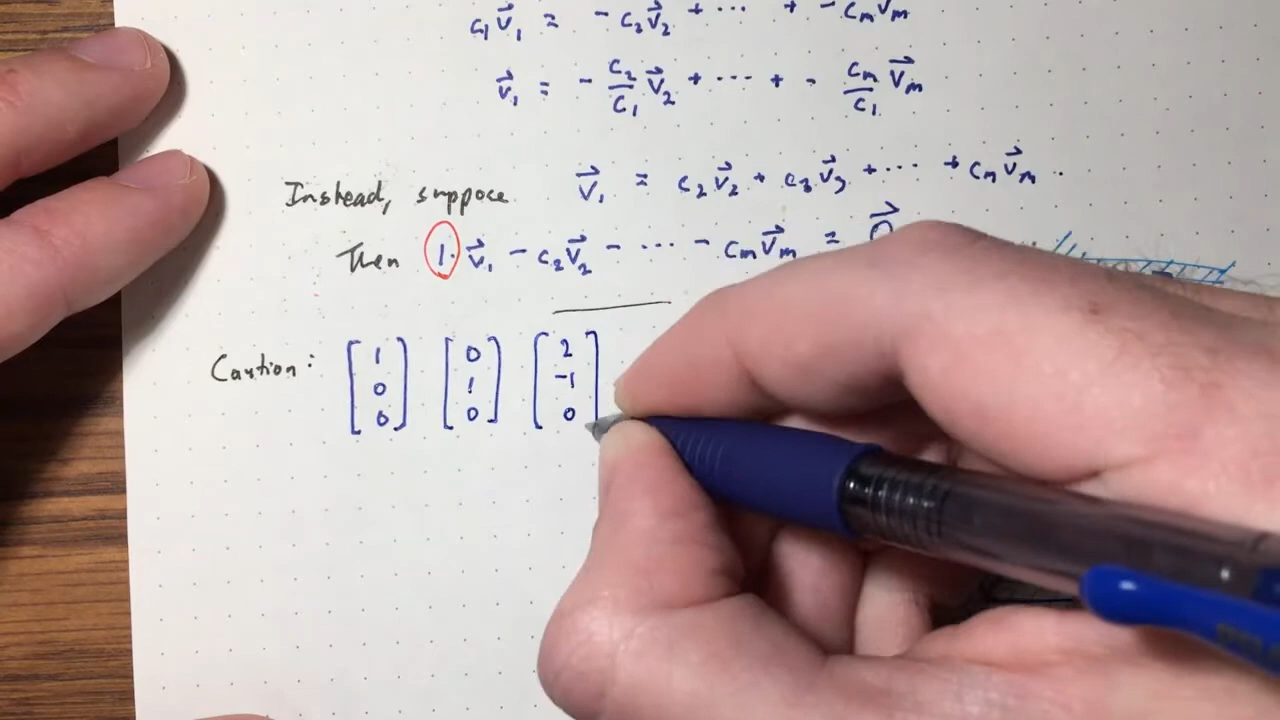 c₁v⃗₁ = - c₂v⃗₂ + ⋯ + - cₘvₘ
v⃗₁ = - c₂/c₁ v⃗₂ + ⋯ + - cₘ/c₁ v⃗ₘ
Instead, suppose v⃗₁ = c₂v⃗₂ + c₃v⃗₃ + ⋯ + cₘv⃗ₘ.
Then 1·v⃗₁ - c₂v⃗₂ - ⋯ - cₘv⃗ₘ = 0⃗
Caution: [1 0 0] [0 1 0] [2 -1 0]